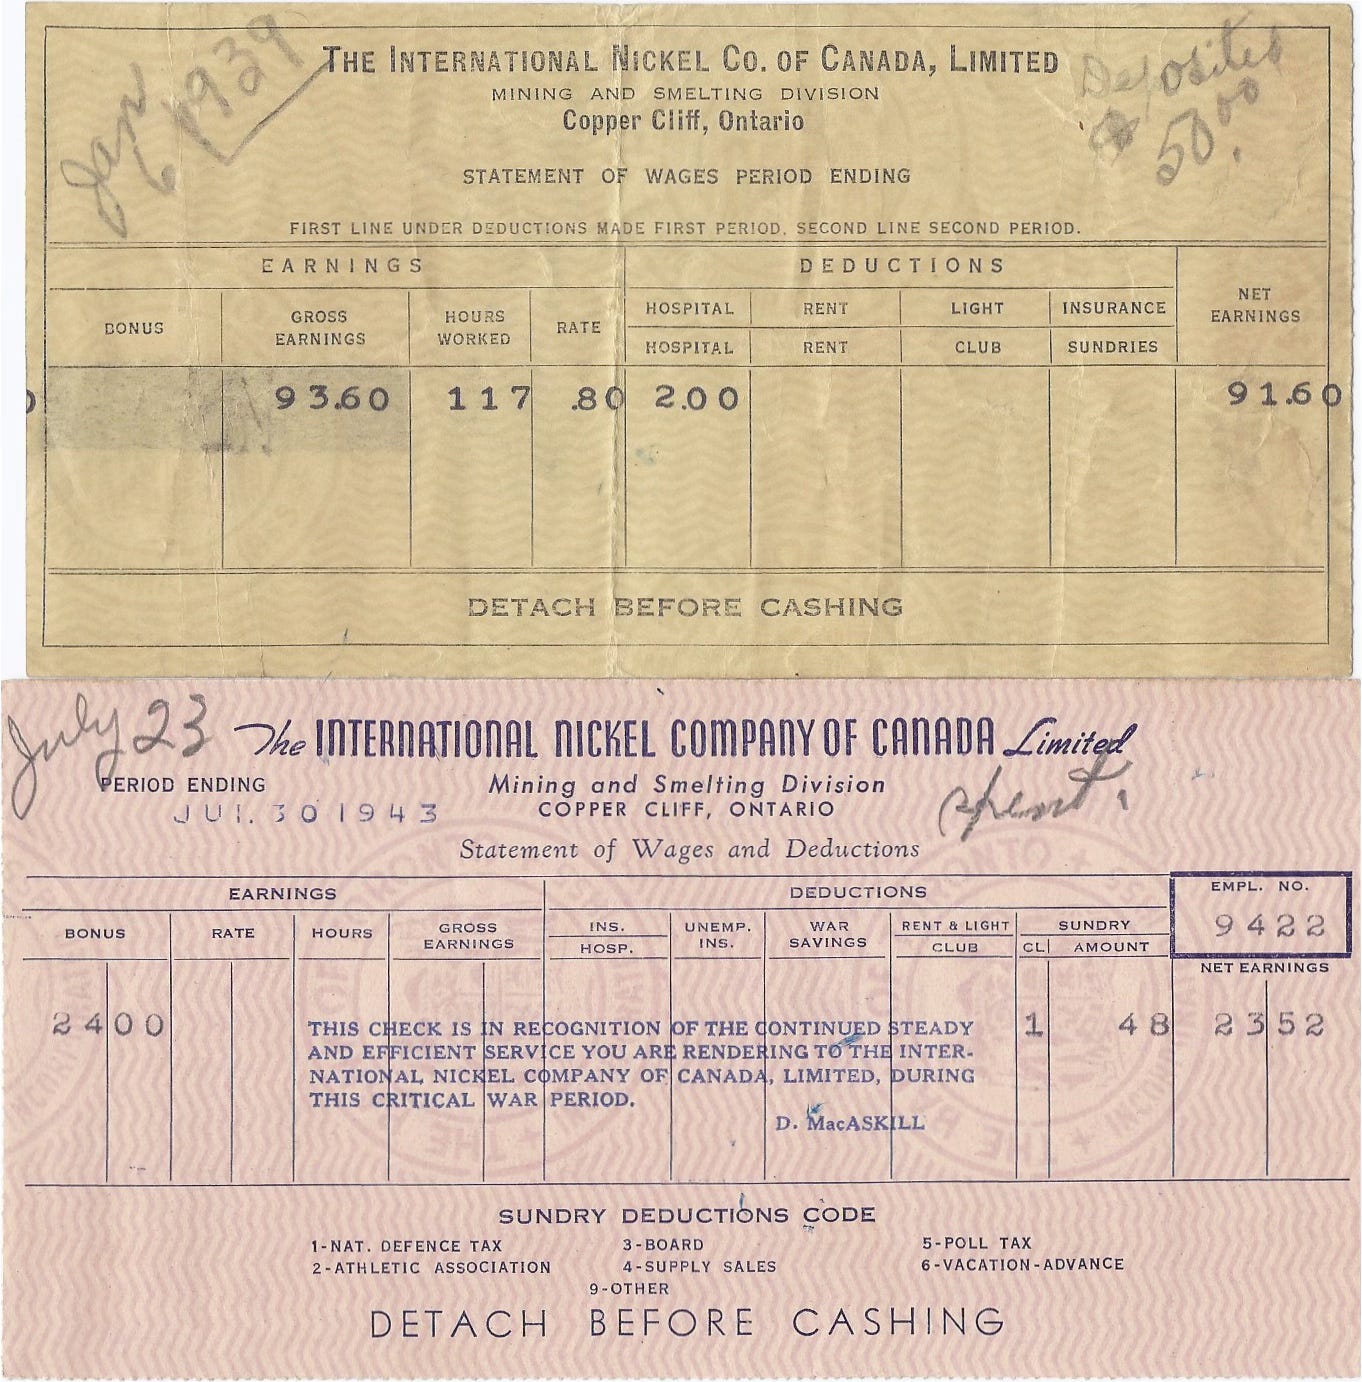 Jan 6 1939
THE INTERNATIONAL NICKEL CO. OF CANADA, LIMITED
Deposited
$ 50.00
MINING AND SMELTING DIVISION
Copper Cliff, Ontario
STATEMENT OF WAGES PERIOD ENDING
FIRST LINE UNDER DEDUCTIONS MADE FIRST PERIOD, SECOND LINE SECOND PERIOD.
EARNINGS DEDUCTIONS NET EARNINGS
BONUS GROSS EARNINGS HOURS WORKED RATE HOSPITAL RENT LIGHT INSURANCE
HOSPITAL RENT CLUB SUNDRIES
93.60 117 .80 2.00 91.60
DETACH BEFORE CASHING
July 23
The INTERNATIONAL NICKEL COMPANY OF CANADA Limited
PERIOD ENDING Mining and Smelting Division
JUL 30 1943 COPPER CLIFF, ONTARIO
spent.
Statement of Wages and Deductions
EARNINGS DEDUCTIONS EMPL. NO.
9422
BONUS RATE HOURS GROSS EARNINGS INS. UNEMP. INS. WAR SAVINGS RENT & LIGHT SUNDRY
HOSP. CLUB CL AMOUNT
NET EARNINGS
24 00 1 48 23 52
THIS CHECK IS IN RECOGNITION OF THE CONTINUED STEADY
AND EFFICIENT SERVICE YOU ARE RENDERING TO THE INTER-
NATIONAL NICKEL COMPANY OF CANADA, LIMITED, DURING
THIS CRITICAL WAR PERIOD.
D. MacASKILL
SUNDRY DEDUCTIONS CODE
1-NAT. DEFENCE TAX 3-BOARD 5-POLL TAX
2-ATHLETIC ASSOCIATION 4-SUPPLY SALES 6-VACATION-ADVANCE
9-OTHER
DETACH BEFORE CASHING